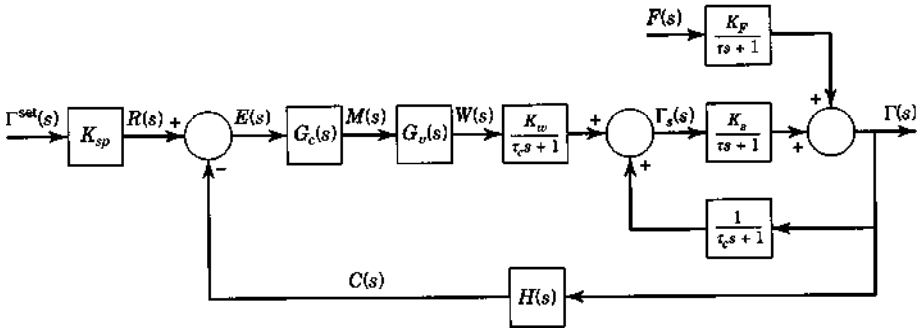 F(s)
K_F
τs + 1
Γ^set(s)
K_sp
R(s)
+
−
E(s)
G_c(s)
M(s)
G_v(s)
W(s)
K_w
τ_c s + 1
+
+
Γ_s(s)
K_s
τs + 1
+
+
Γ(s)
1
τ_c s + 1
C(s)
H(s)